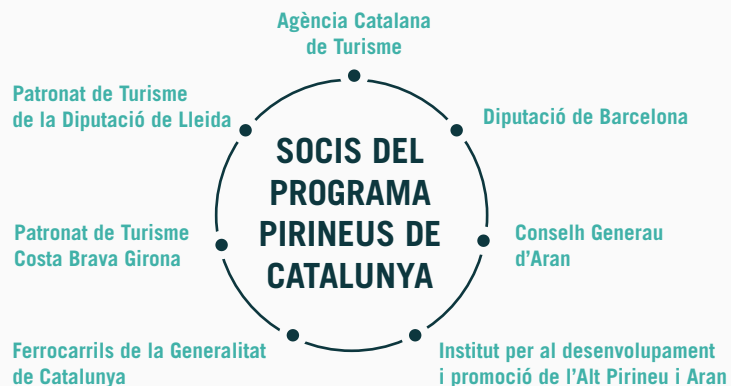 Agència Catalana
de Turisme
Patronat de Turisme
de la Diputació de Lleida
Diputació de Barcelona
SOCIS DEL
PROGRAMA
PIRINEUS DE
CATALUNYA
Patronat de Turisme
Costa Brava Girona
Conselh Generau
d'Aran
Ferrocarrils de la Generalitat
de Catalunya
Institut per al desenvolupament
i promoció de l'Alt Pirineu i Aran